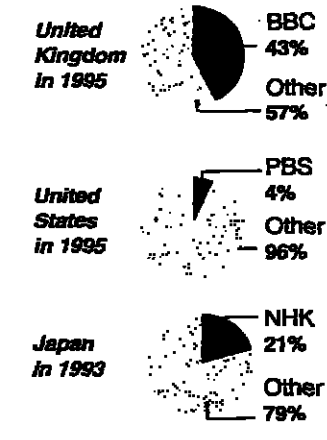 United
Kingdom
in 1995
BBC
43%
Other
57%
United
States
in 1995
PBS
4%
Other
96%
Japan
in 1993
NHK
21%
Other
79%